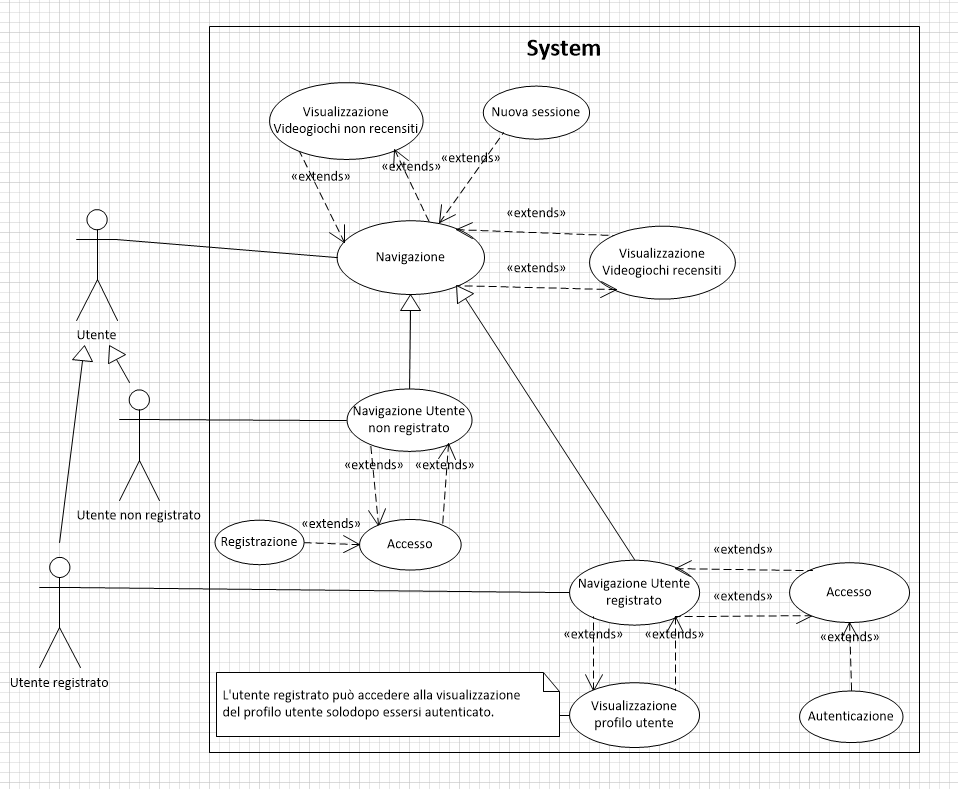 System
Visualizzazione
Videogiochi non recensiti
Nuova sessione
«extends»
«extends»
«extends»
«extends»
Navigazione
Visualizzazione
Videogiochi recensiti
«extends»
Utente
Navigazione Utente
non registrato
«extends»
«extends»
Utente non registrato
«extends»
Registrazione
Accesso
«extends»
Navigazione Utente
registrato
Accesso
«extends»
«extends»
«extends»
«extends»
Utente registrato
L'utente registrato può accedere alla visualizzazione
del profilo utente solodopo essersi autenticato.
Visualizzazione
profilo utente
Autenticazione